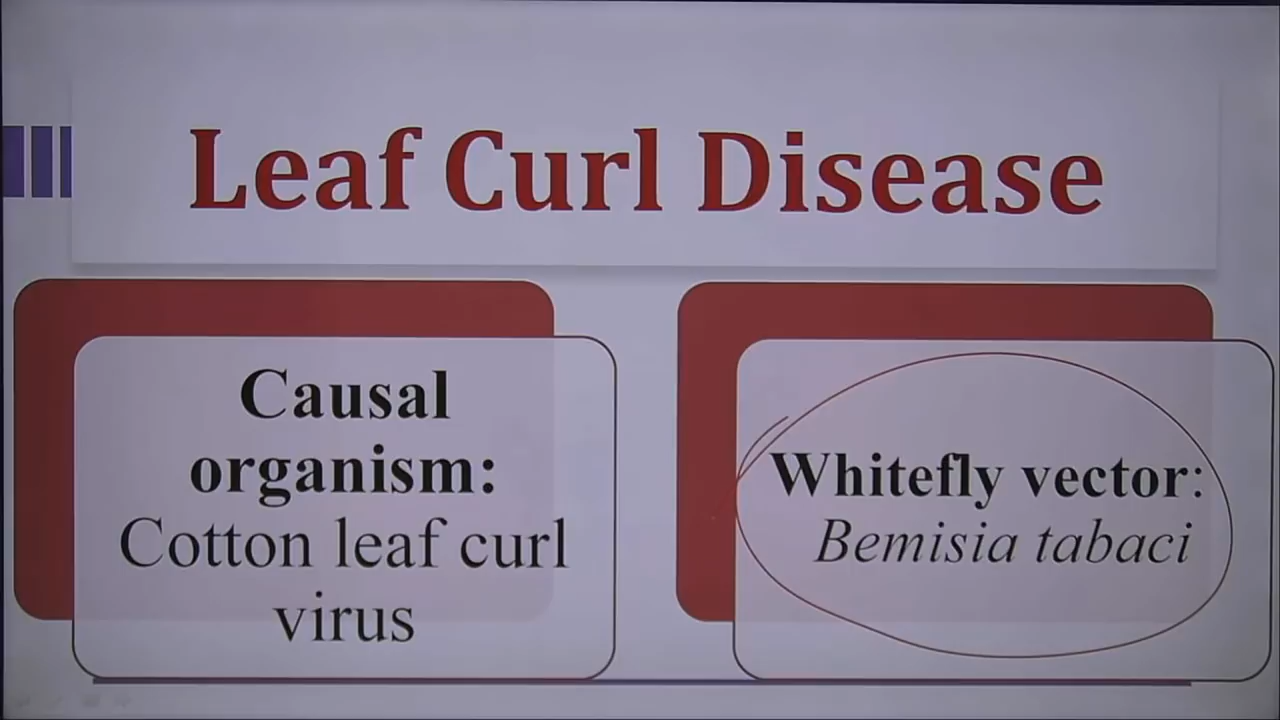 Leaf Curl Disease
Causal
organism:
Cotton leaf curl
virus
Whitefly vector:
Bemisia tabaci